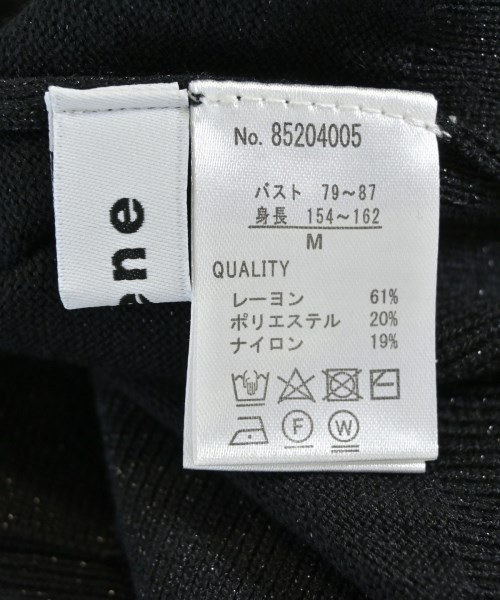 No. 85204005
バスト 79～87
身長 154～162
M
QUALITY
レーヨン 61%
ポリエステル 20%
ナイロン 19%
F
W
ene